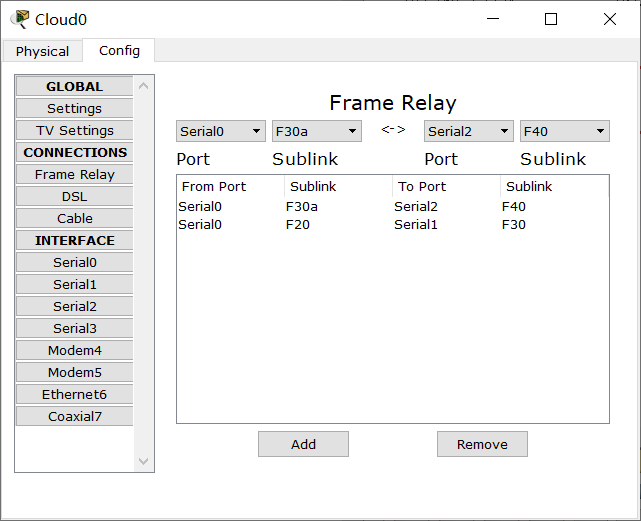 Cloud0
Physical Config
GLOBAL
Settings
TV Settings
CONNECTIONS
Frame Relay
DSL
Cable
INTERFACE
Serial0
Serial1
Serial2
Serial3
Modem4
Modem5
Ethernet6
Coaxial7
Frame Relay
Serial0 F30a <-> Serial2 F40
Port Sublink Port Sublink
From Port Sublink To Port Sublink
Serial0 F30a Serial2 F40
Serial0 F20 Serial1 F30
Add Remove